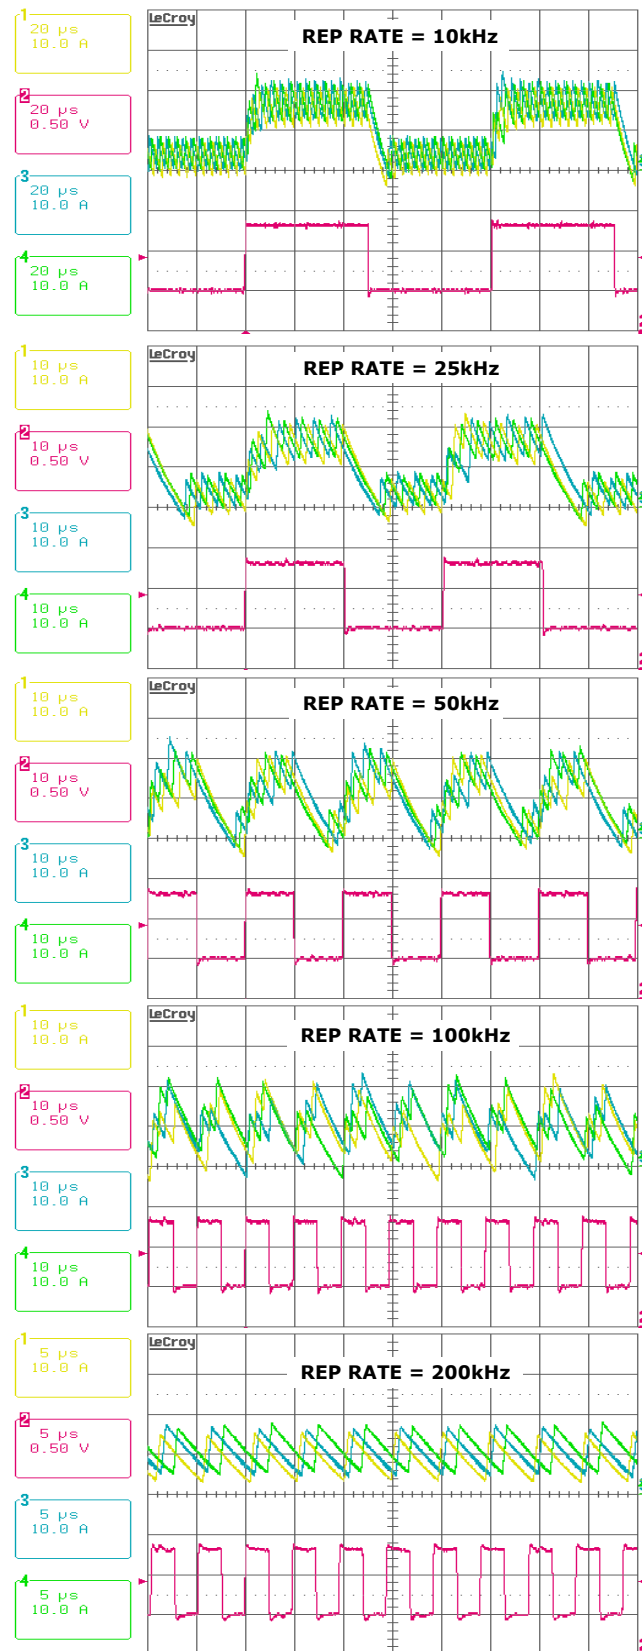 LeCroy
REP RATE = 10kHz
1
20 µs
10.0 A
2
20 µs
0.50 V
3
20 µs
10.0 A
4
20 µs
10.0 A
LeCroy
REP RATE = 25kHz
1
10 µs
10.0 A
2
10 µs
0.50 V
3
10 µs
10.0 A
4
10 µs
10.0 A
LeCroy
REP RATE = 50kHz
1
10 µs
10.0 A
2
10 µs
0.50 V
3
10 µs
10.0 A
4
10 µs
10.0 A
LeCroy
REP RATE = 100kHz
1
10 µs
10.0 A
2
10 µs
0.50 V
3
10 µs
10.0 A
4
10 µs
10.0 A
LeCroy
REP RATE = 200kHz
1
5 µs
10.0 A
2
5 µs
0.50 V
3
5 µs
10.0 A
4
5 µs
10.0 A